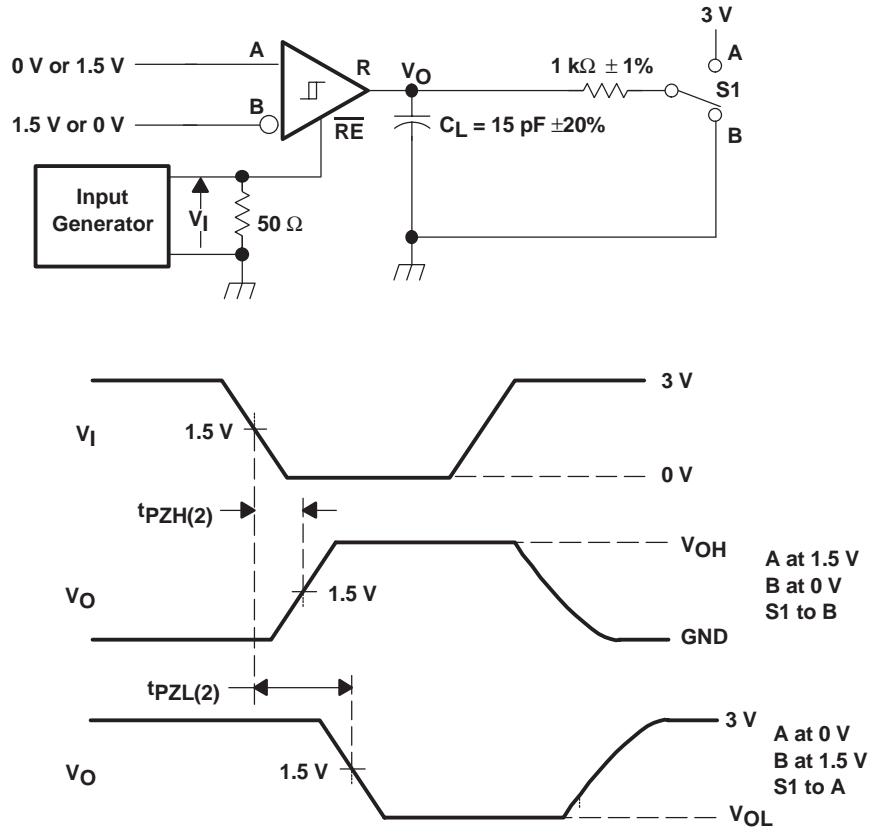 3 V
A
0 V or 1.5 V
A
R
VO
1 kΩ ± 1%
S1
B
1.5 V or 0 V
RE
CL = 15 pF ±20%
B
Input
Generator
VI
50 Ω
3 V
VI
1.5 V
0 V
tPZH(2)
VOH
A at 1.5 V
B at 0 V
S1 to B
VO
1.5 V
GND
tPZL(2)
3 V
A at 0 V
B at 1.5 V
S1 to A
VO
1.5 V
VOL